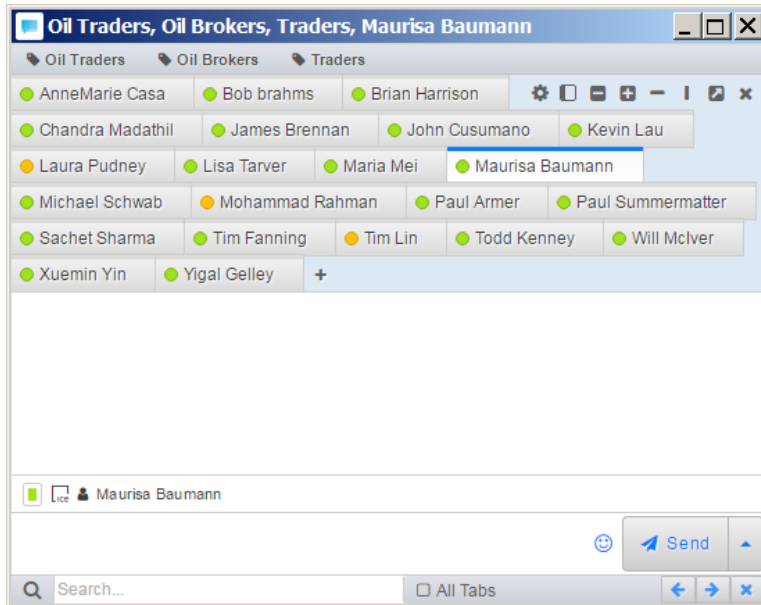 Oil Traders, Oil Brokers, Traders, Maurisa Baumann
Oil Traders Oil Brokers Traders
AnneMarie Casa Bob brahms Brian Harrison
Chandra Madathil James Brennan John Cusumano Kevin Lau
Laura Pudney Lisa Tarver Maria Mei Maurisa Baumann
Michael Schwab Mohammad Rahman Paul Armer Paul Summermatter
Sachet Sharma Tim Fanning Tim Lin Todd Kenney Will McIver
Xuemin Yin Yigal Gelley +
ice Maurisa Baumann
Send
Search... All Tabs